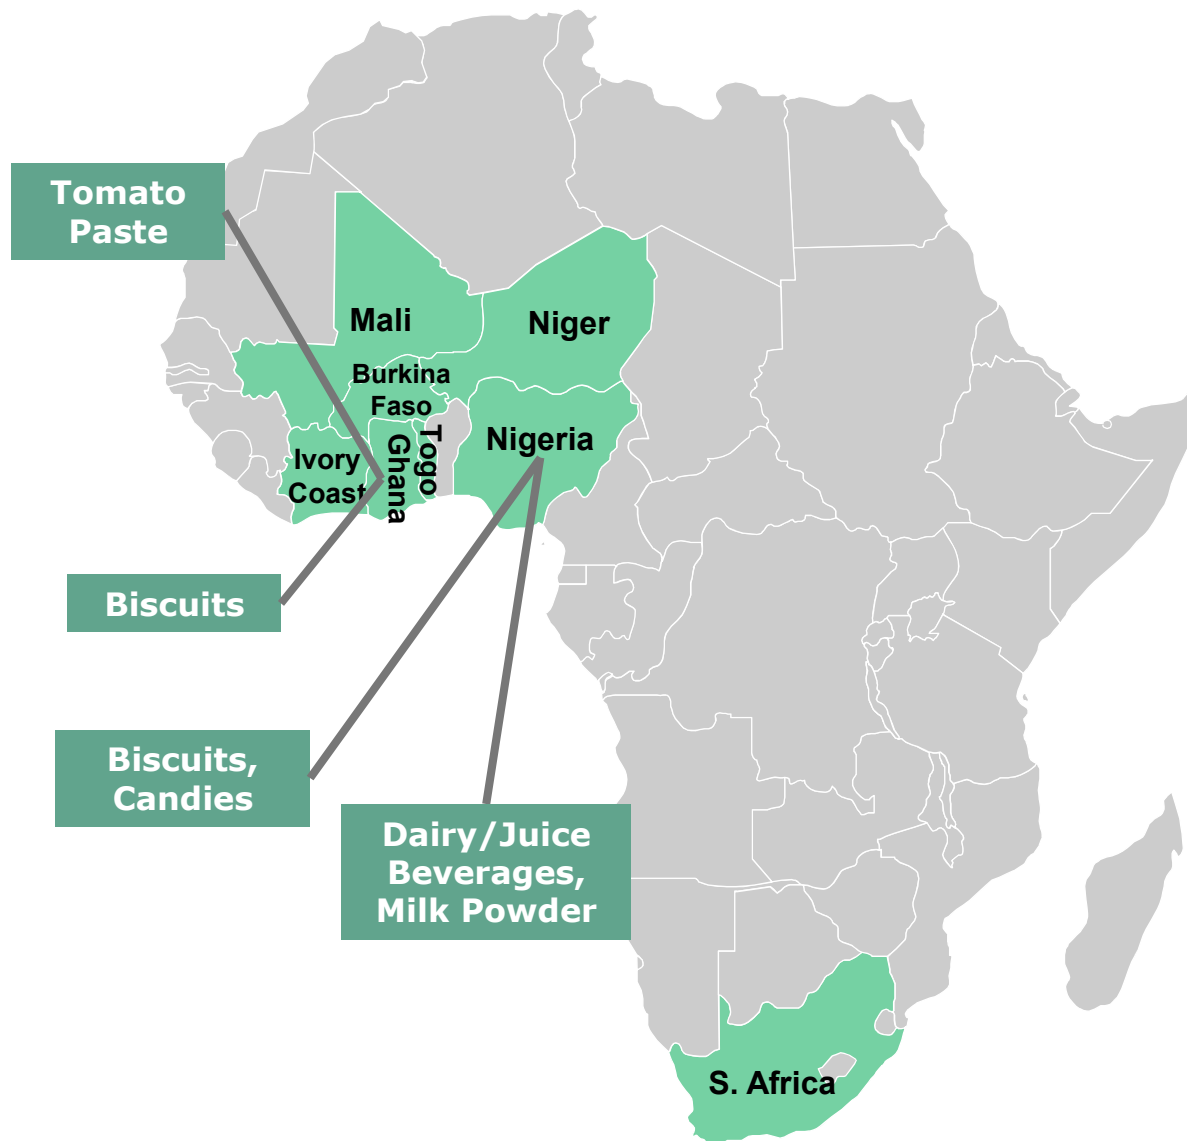 Tomato
Paste
Mali
Niger
Burkina
Faso
Togo
Ghana
Nigeria
Ivory
Coast
Biscuits
Biscuits,
Candies
Dairy/Juice
Beverages,
Milk Powder
S. Africa